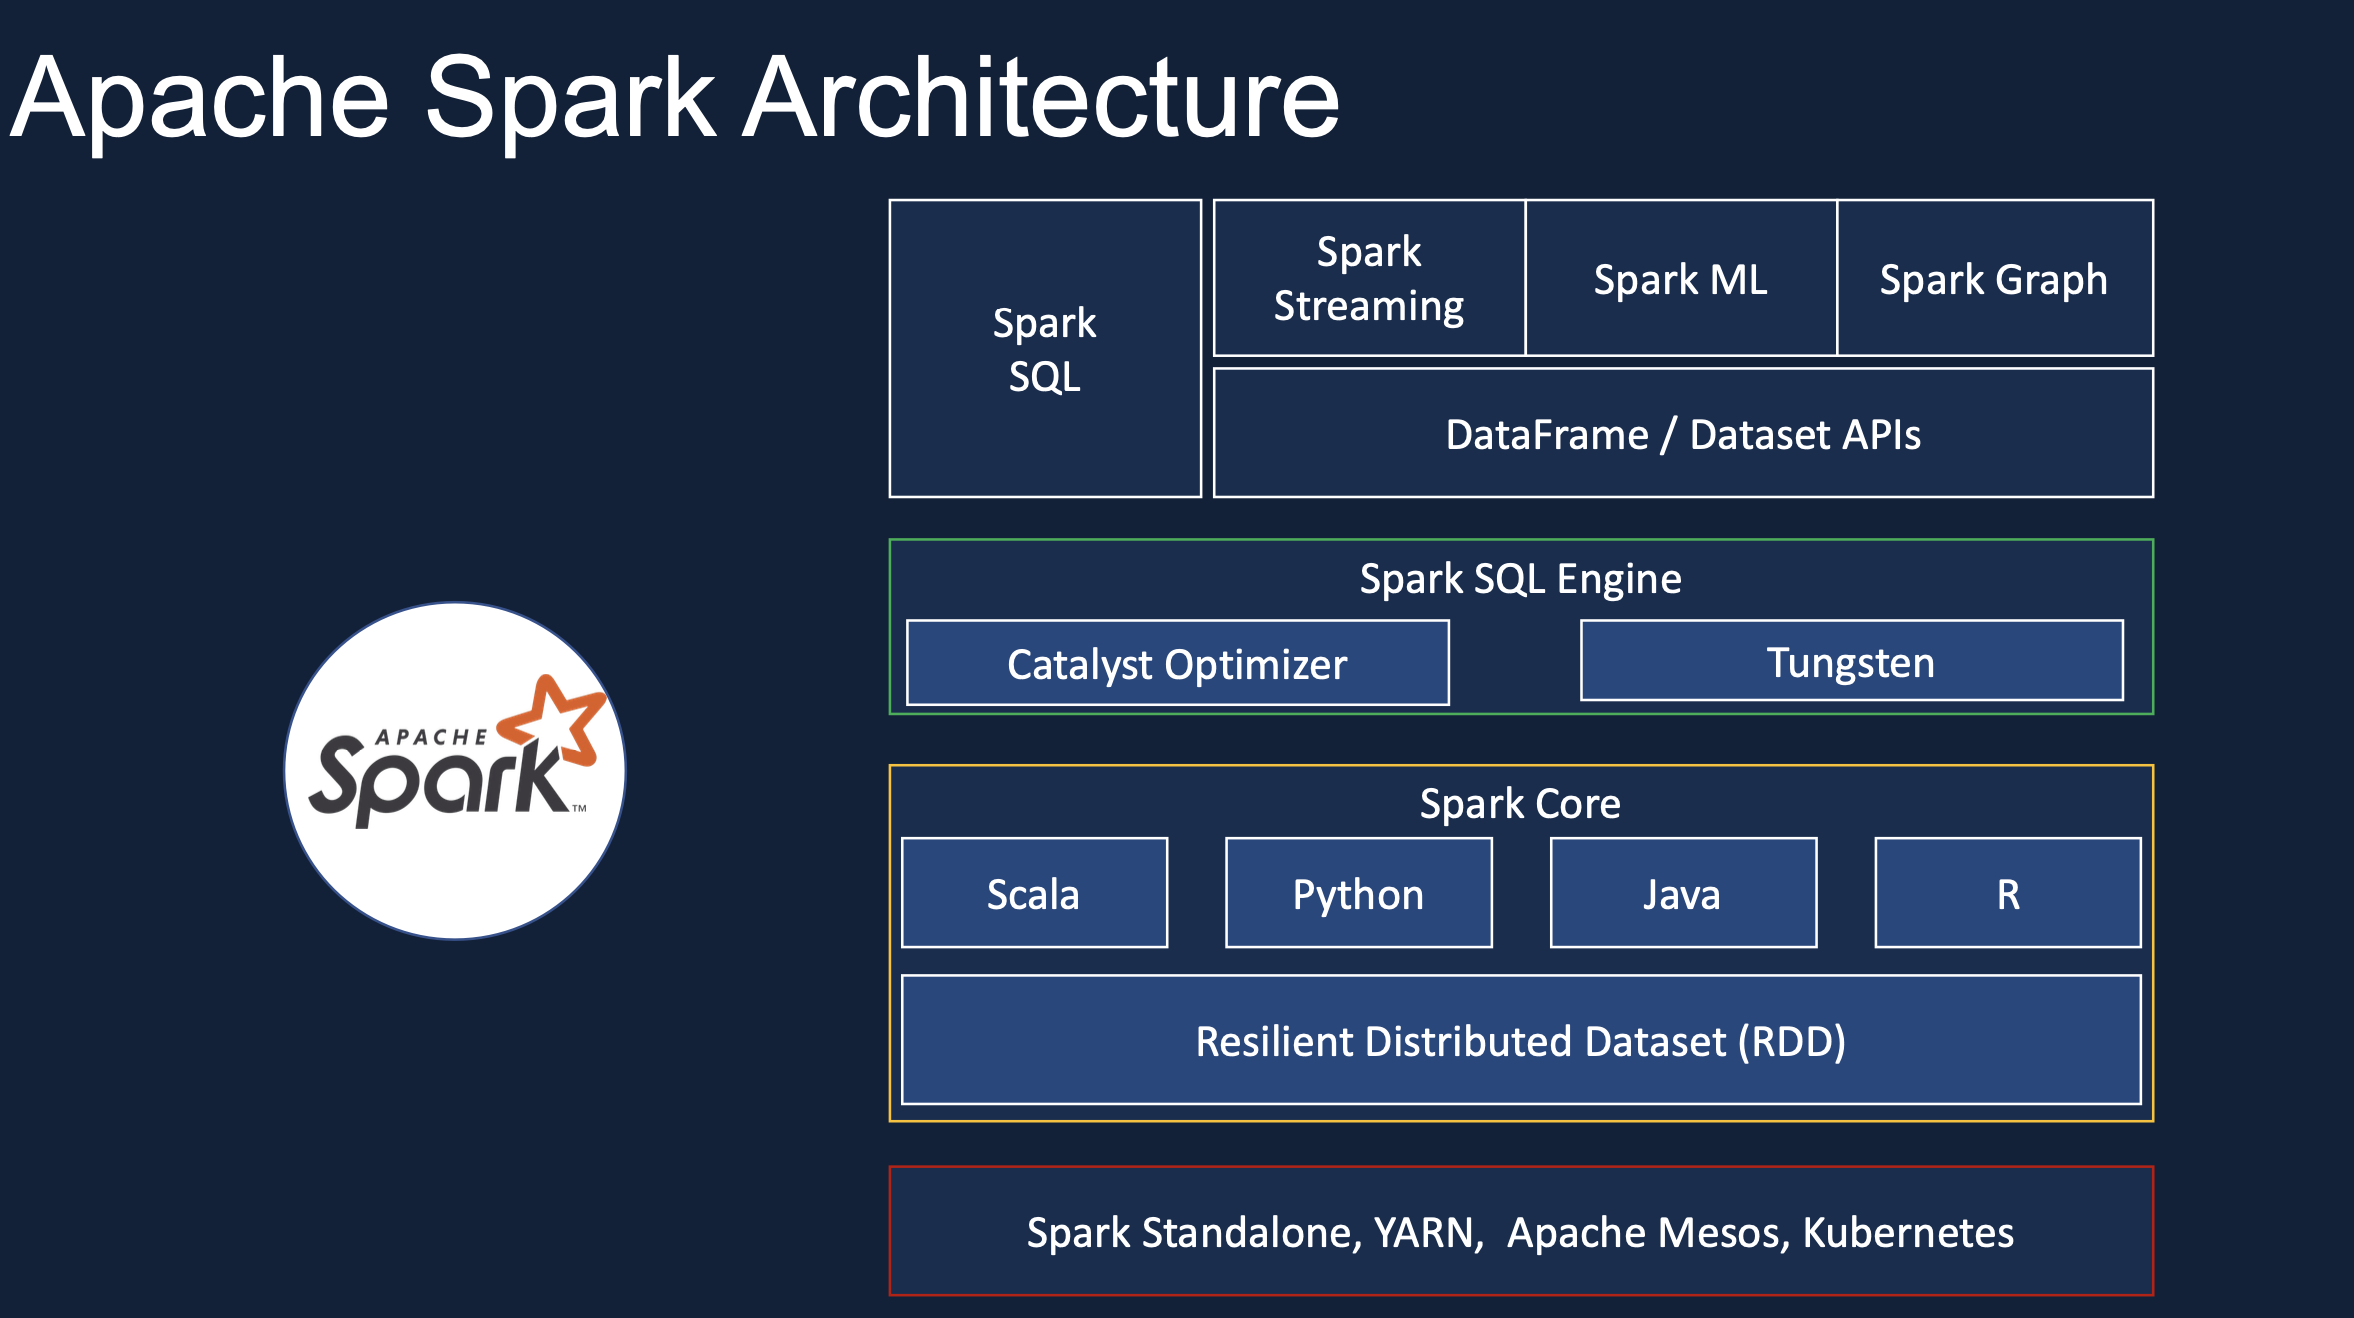 Apache Spark Architecture
Spark
SQL
Spark
Streaming
Spark ML
Spark Graph
DataFrame / Dataset APIs
Spark SQL Engine
Catalyst Optimizer
Tungsten
APACHE
Spark™
Spark Core
Scala
Python
Java
R
Resilient Distributed Dataset (RDD)
Spark Standalone, YARN, Apache Mesos, Kubernetes